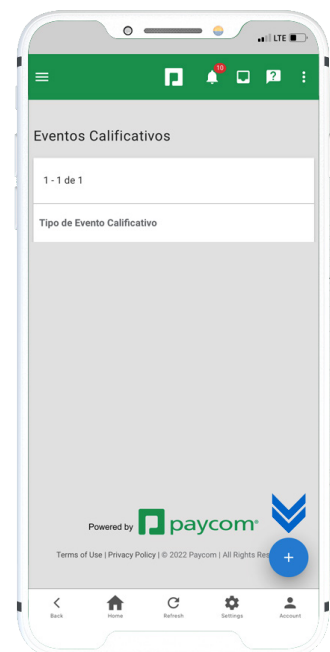 LTE
10
?
Eventos Calificativos
1 - 1 de 1
Tipo de Evento Calificativo
Powered by paycom®
Terms of Use | Privacy Policy | © 2022 Paycom | All Rights Res
+
Back Home Refresh Settings Account